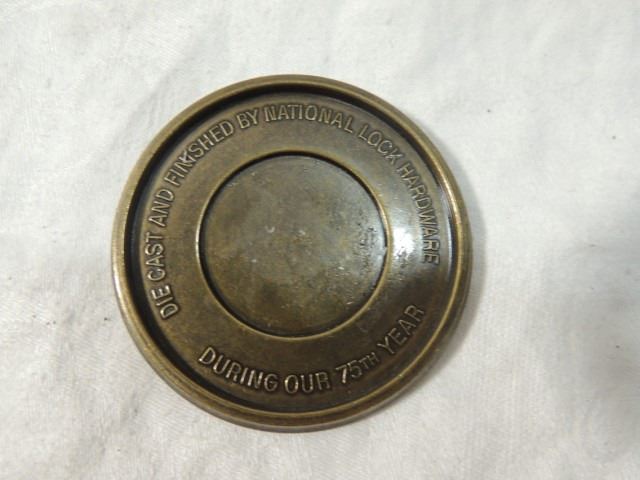 DIE CAST AND FINISHED BY NATIONAL LOCK HARDWARE
DURING OUR 75TH YEAR